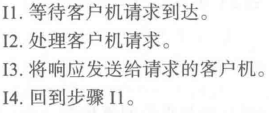 I1. 等待客户机请求到达。
I2. 处理客户机请求。
I3. 将响应发送给请求的客户机。
I4. 回到步骤 I1。